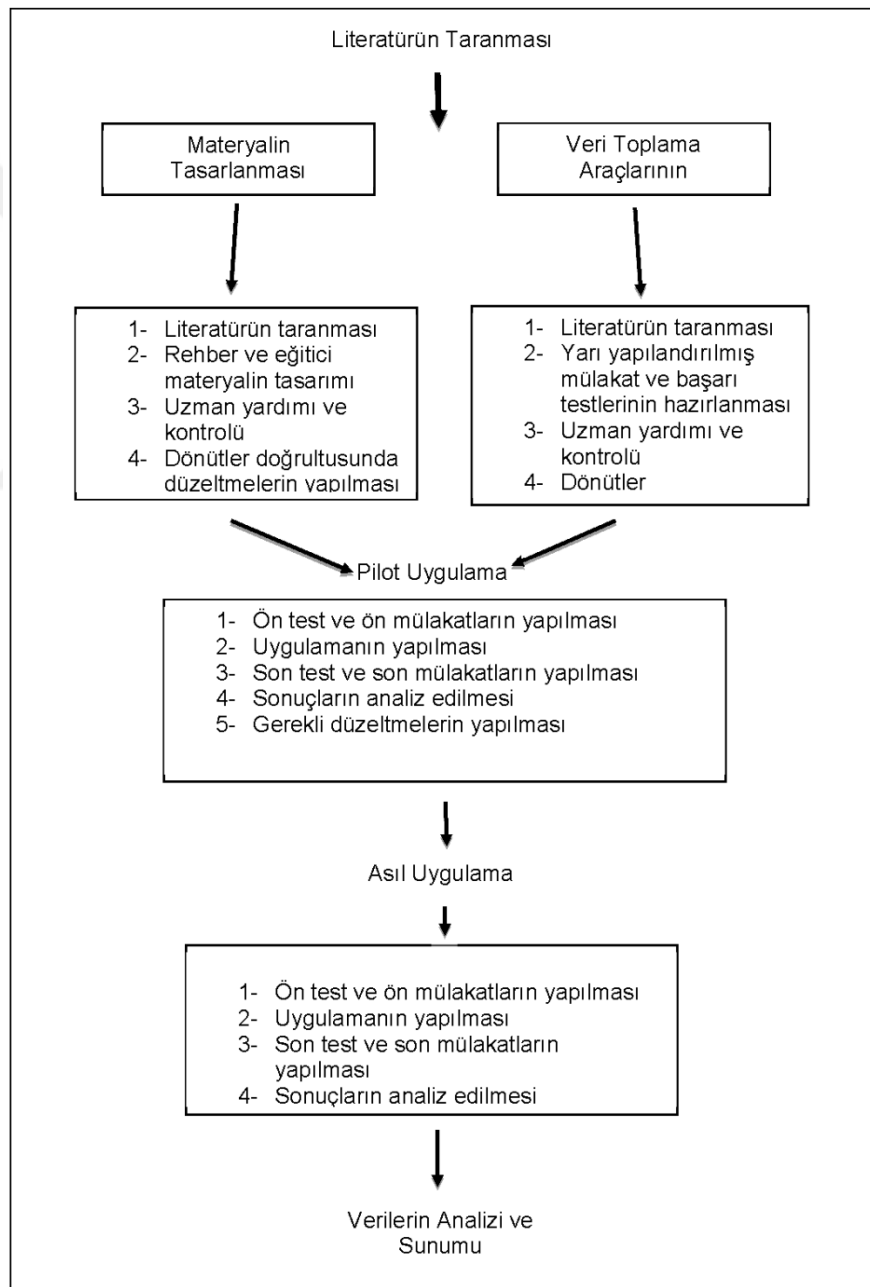 Literatürün Taranması
Materyalin
Tasarlanması
Veri Toplama
Araçlarının
1- Literatürün taranması
2- Rehber ve eğitici
materyalin tasarımı
3- Uzman yardımı ve
kontrolü
4- Dönütler doğrultusunda
düzeltmelerin yapılması
1- Literatürün taranması
2- Yarı yapılandırılmış
mülakat ve başarı
testlerinin hazırlanması
3- Uzman yardımı ve
kontrolü
4- Dönütler
Pilot Uygulama
1- Ön test ve ön mülakatların yapılması
2- Uygulamanın yapılması
3- Son test ve son mülakatların yapılması
4- Sonuçların analiz edilmesi
5- Gerekli düzeltmelerin yapılması
Asıl Uygulama
1- Ön test ve ön mülakatların yapılması
2- Uygulamanın yapılması
3- Son test ve son mülakatların
yapılması
4- Sonuçların analiz edilmesi
Verilerin Analizi ve
Sunumu